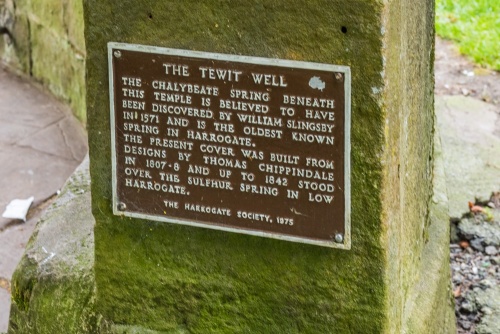 THE TEWIT WELL
THE CHALYBEATE SPRING BENEATH
THIS TEMPLE IS BELIEVED TO HAVE
BEEN DISCOVERED BY WILLIAM SLINGSBY
IN 1571 AND IS THE OLDEST KNOWN
SPRING IN HARROGATE.
THE PRESENT COVER WAS BUILT FROM
DESIGNS BY THOMAS CHIPPINDALE
IN 1807-8 AND UP TO 1842 STOOD
OVER THE SULPHUR SPRING IN LOW
HARROGATE.
THE HARROGATE SOCIETY, 1975